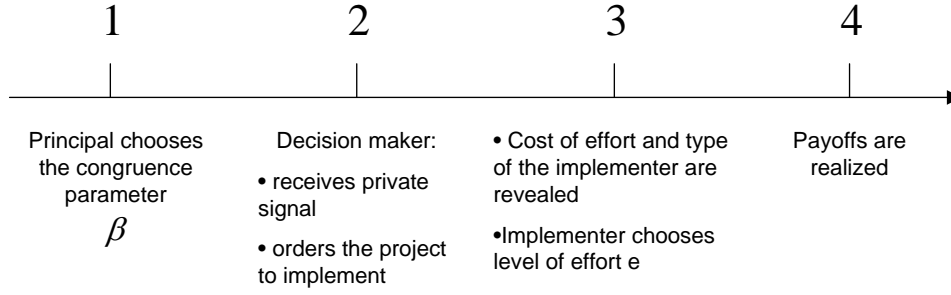 1
2
3
4
Principal chooses
the congruence
parameter
β
Decision maker:
• receives private
signal
• orders the project
to implement
• Cost of effort and type
of the implementer are
revealed
•Implementer chooses
level of effort e
Payoffs are
realized